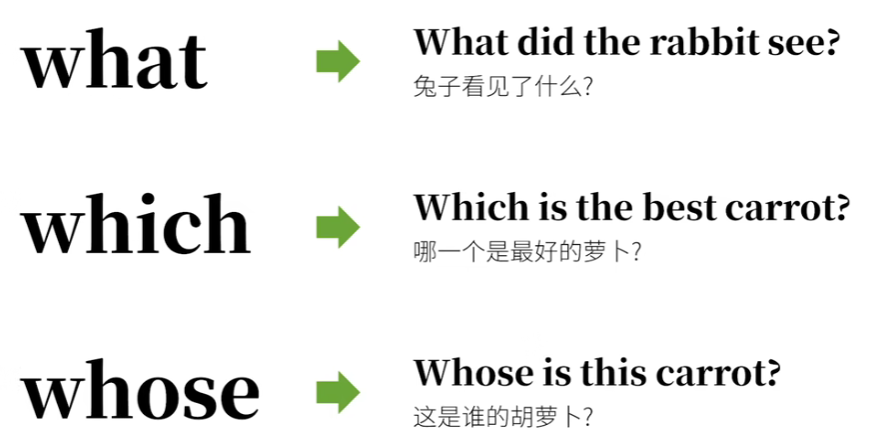 what
What did the rabbit see?
兔子看见了什么?
which
Which is the best carrot?
哪一个是最好的萝卜?
whose
Whose is this carrot?
这是谁的胡萝卜?